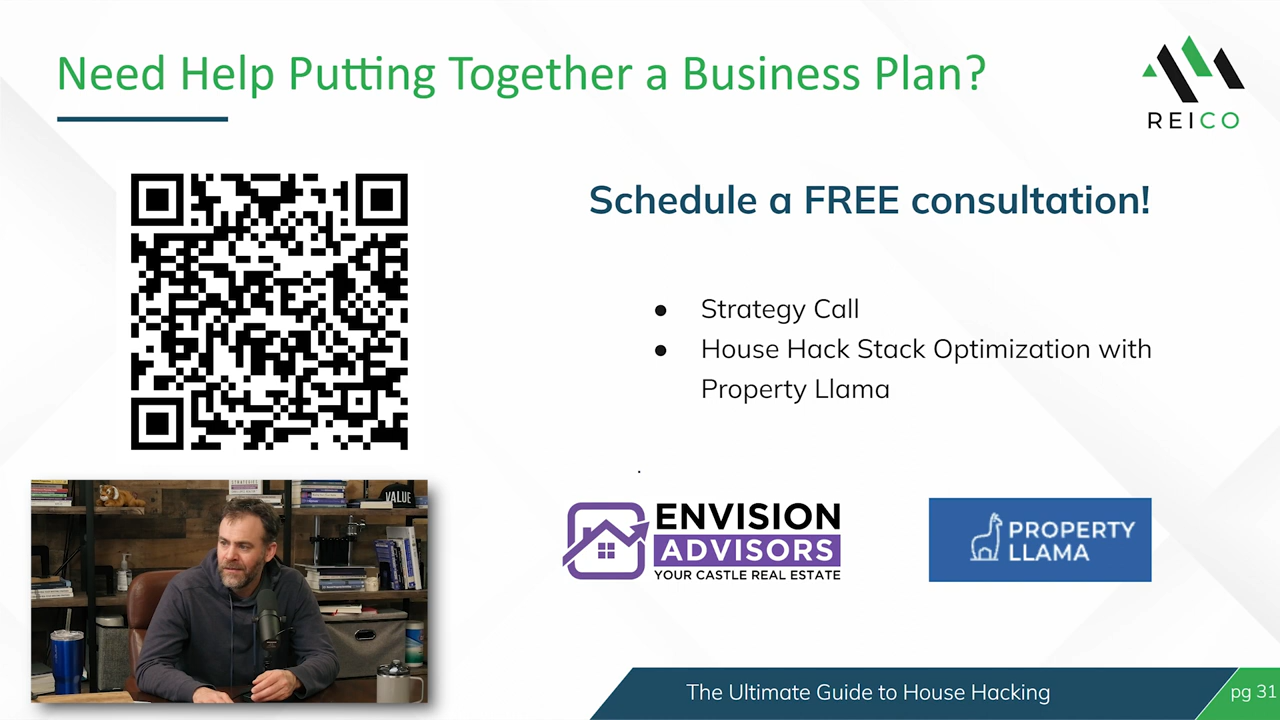 Need Help Putting Together a Business Plan?
REICO
Schedule a FREE consultation!
● Strategy Call
● House Hack Stack Optimization with
Property Llama
.
VALUE
ENVISION
ADVISORS
YOUR CASTLE REAL ESTATE
PROPERTY
LLAMA
The Ultimate Guide to House Hacking
pg 31